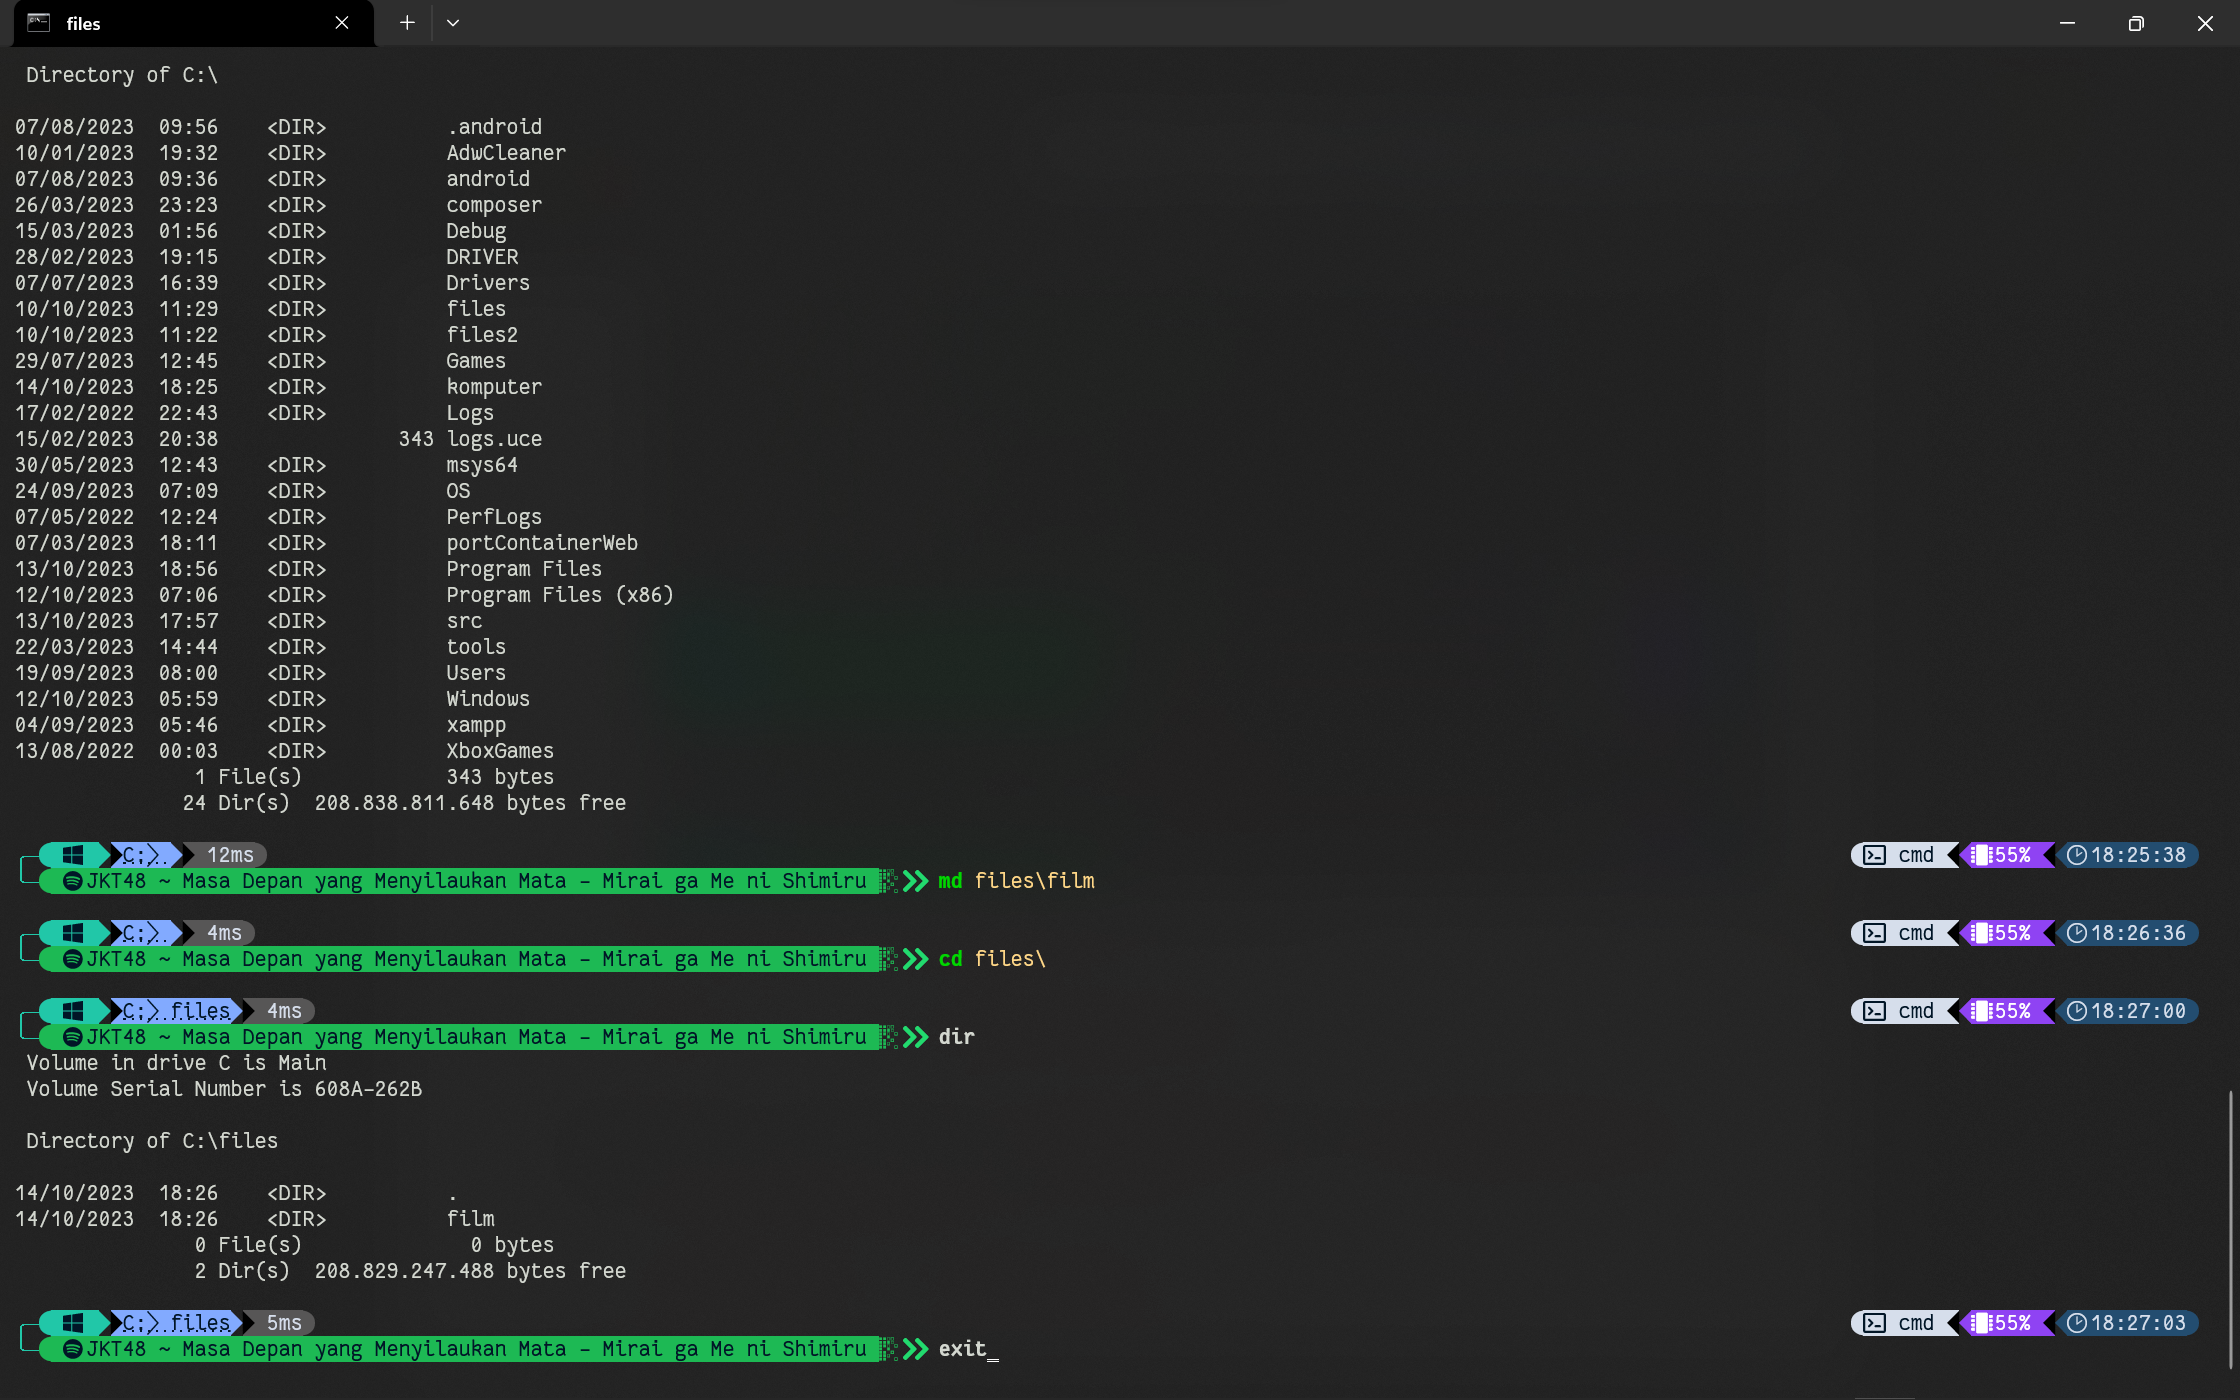 files
Directory of C:\
07/08/2023  09:56    <DIR>          .android
10/01/2023  19:32    <DIR>          AdwCleaner
07/08/2023  09:36    <DIR>          android
26/03/2023  23:23    <DIR>          composer
15/03/2023  01:56    <DIR>          Debug
28/02/2023  19:15    <DIR>          DRIVER
07/07/2023  16:39    <DIR>          Drivers
10/10/2023  11:29    <DIR>          files
10/10/2023  11:22    <DIR>          files2
29/07/2023  12:45    <DIR>          Games
14/10/2023  18:25    <DIR>          komputer
17/02/2022  22:43    <DIR>          Logs
15/02/2023  20:38               343 logs.uce
30/05/2023  12:43    <DIR>          msys64
24/09/2023  07:09    <DIR>          OS
07/05/2022  12:24    <DIR>          PerfLogs
07/03/2023  18:11    <DIR>          portContainerWeb
13/10/2023  18:56    <DIR>          Program Files
12/10/2023  07:06    <DIR>          Program Files (x86)
13/10/2023  17:57    <DIR>          src
22/03/2023  14:44    <DIR>          tools
19/09/2023  08:00    <DIR>          Users
12/10/2023  05:59    <DIR>          Windows
04/09/2023  05:46    <DIR>          xampp
13/08/2022  00:03    <DIR>          XboxGames
1 File(s)            343 bytes
24 Dir(s)  208.838.811.648 bytes free
C:> 12ms cmd 55% 18:25:38
JKT48 ~ Masa Depan yang Menyilaukan Mata - Mirai ga Me ni Shimiru md files\film
C:> 4ms cmd 55% 18:26:36
JKT48 ~ Masa Depan yang Menyilaukan Mata - Mirai ga Me ni Shimiru cd files\
C:> files 4ms cmd 55% 18:27:00
JKT48 ~ Masa Depan yang Menyilaukan Mata - Mirai ga Me ni Shimiru dir
Volume in drive C is Main
Volume Serial Number is 608A-262B
Directory of C:\files
14/10/2023  18:26    <DIR>          .
14/10/2023  18:26    <DIR>          film
0 File(s)              0 bytes
2 Dir(s)  208.829.247.488 bytes free
C:> files 5ms cmd 55% 18:27:03
JKT48 ~ Masa Depan yang Menyilaukan Mata - Mirai ga Me ni Shimiru exit_